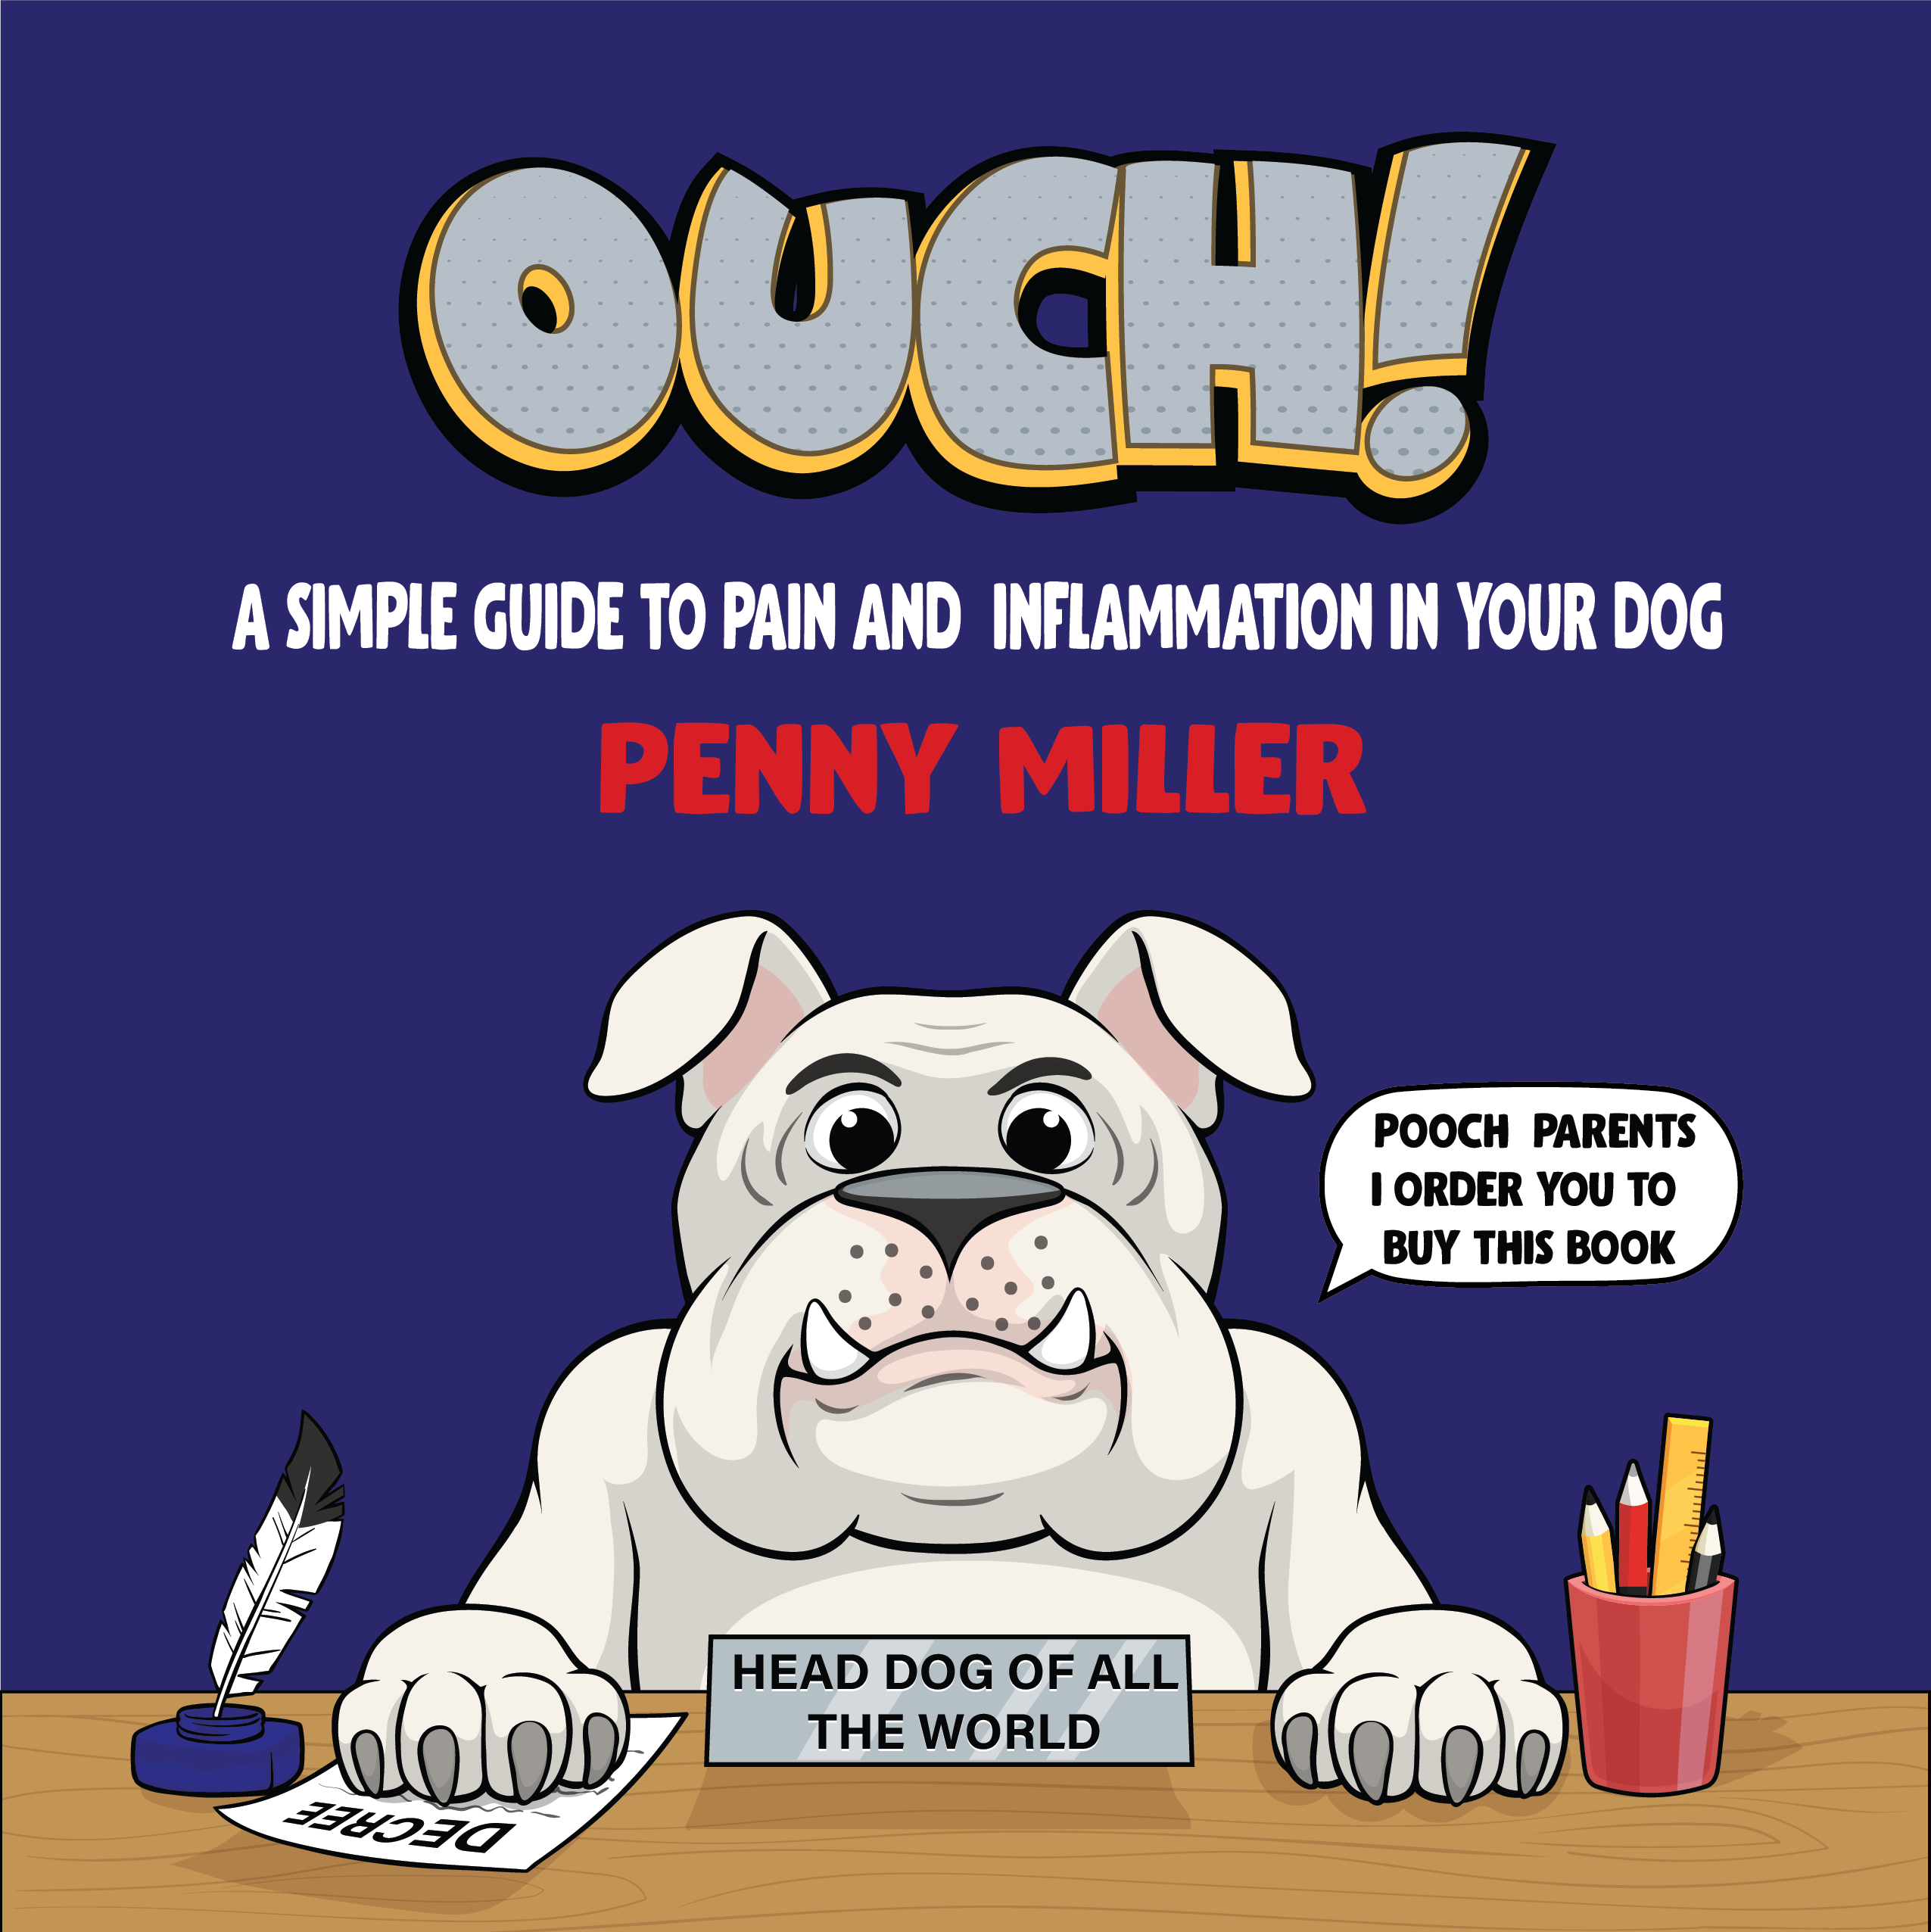 OUCH!
A SIMPLE GUIDE TO PAIN AND INFLAMMATION IN YOUR DOG
PENNY MILLER
POOCH PARENTS
I ORDER YOU TO
BUY THIS BOOK
HEAD DOG OF ALL
THE WORLD
DECREE